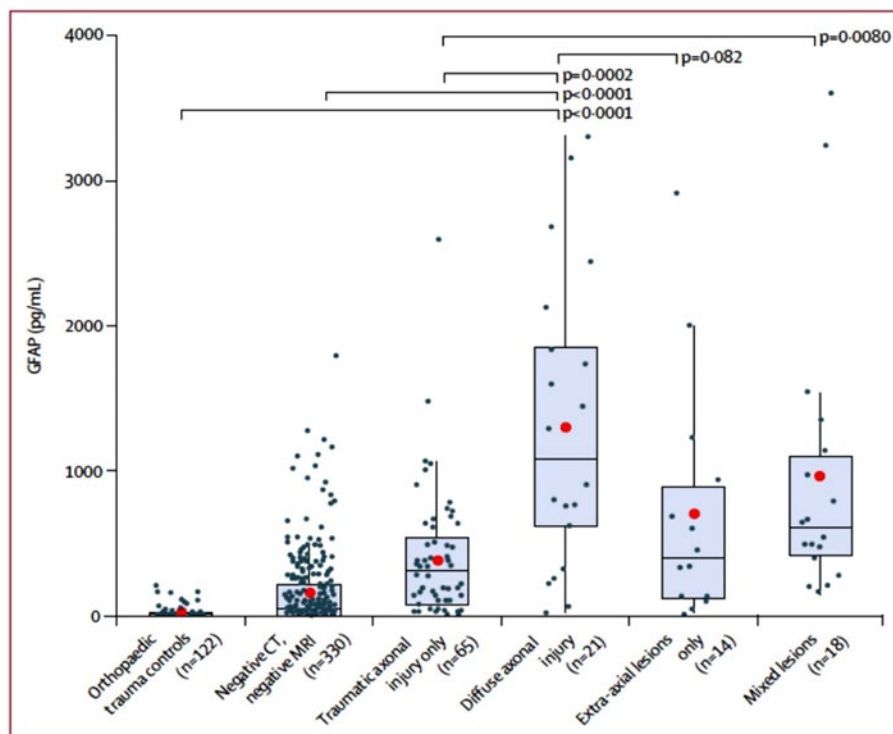 4000
3000
2000
1000
0
GFAP (pg/mL)
p=0·0080
p=0·082
p=0·0002
p<0·0001
p<0·0001
Orthopaedic
trauma controls
(n=122)
Negative CT,
negative MRI
(n=330)
Traumatic axonal
injury only
(n=65)
Diffuse axonal
injury
(n=21)
Extra-axial lesions
only
(n=14)
Mixed lesions
(n=18)